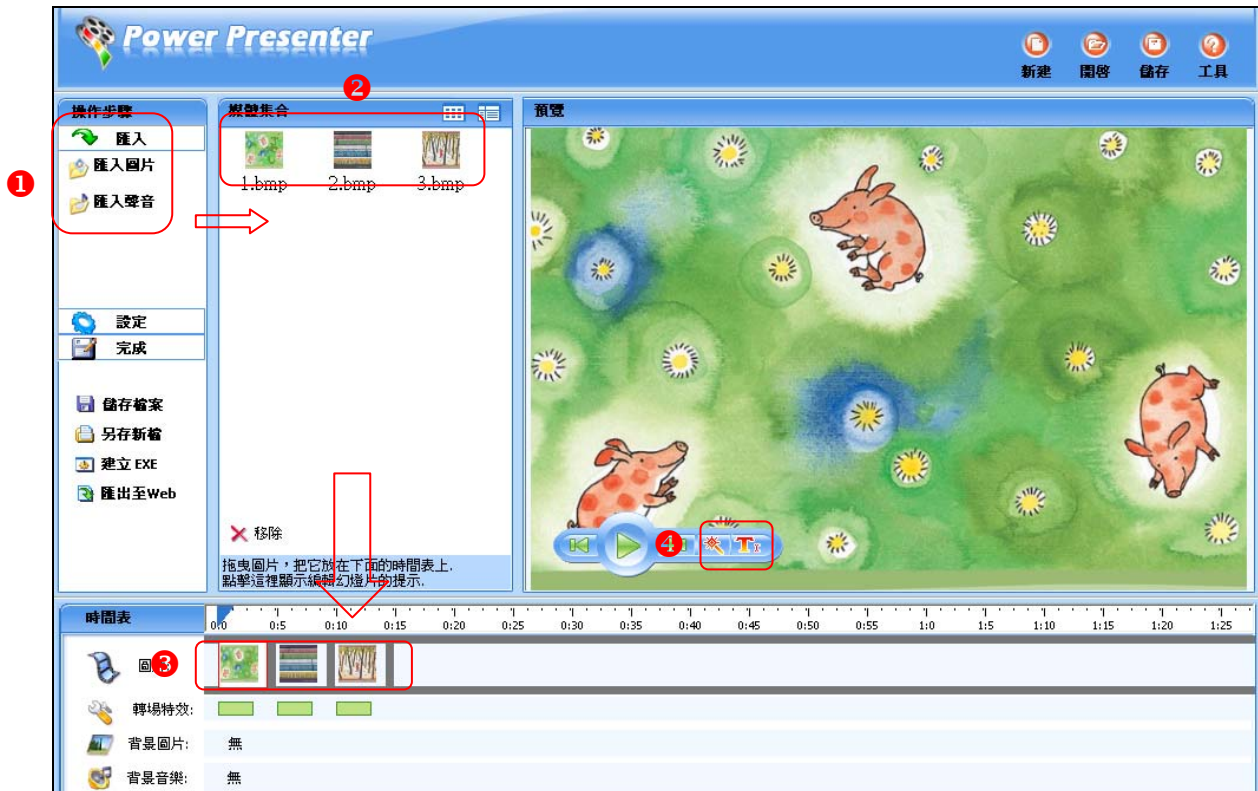 Power Presenter
新建
開啓
儲存
工具
操作步驟
匯入
匯入圖片
匯入聲音
設定
完成
儲存檔案
另存新檔
建立 EXE
匯出至Web
❶
❷
媒體集合
1.bmp
2.bmp
3.bmp
移除
拖曳圖片，把它放在下面的時間表上.
點擊這裡顯示編輯幻燈片的提示.
預覽
❹
T
時間表
0:0 0:5 0:10 0:15 0:20 0:25 0:30 0:35 0:40 0:45 0:50 0:55 1:0 1:5 1:10 1:15 1:20 1:25
❸
圖
轉場特效:
背景圖片: 無
背景音樂: 無